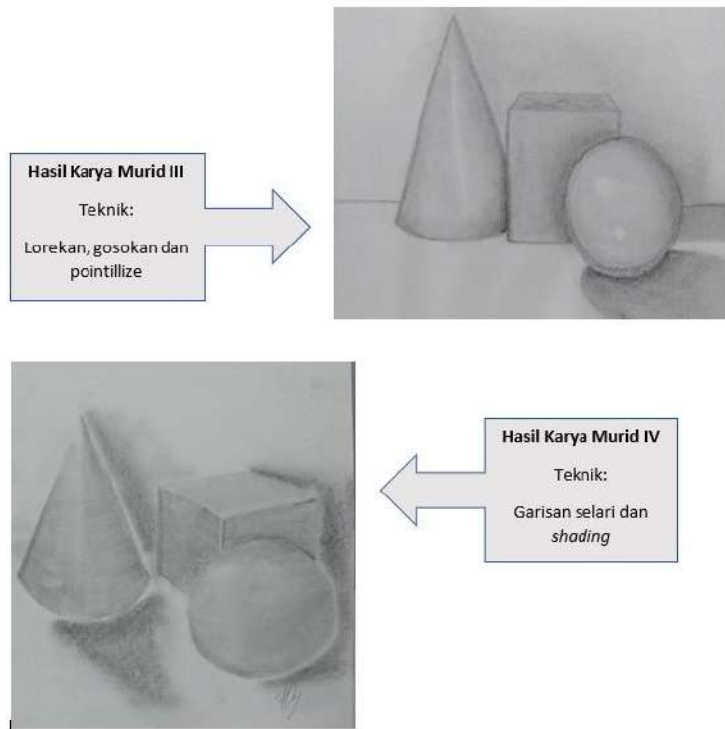 Hasil Karya Murid III
Teknik:
Lorekan, gosokan dan
pointillize
Hasil Karya Murid IV
Teknik:
Garisan selari dan
shading